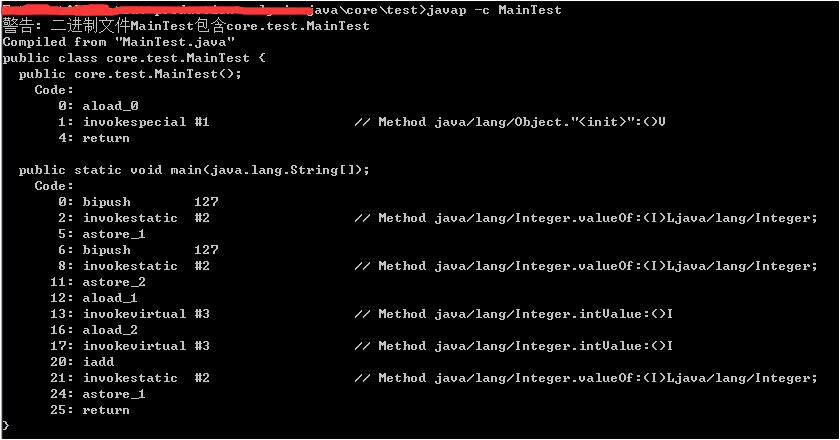 java\core\test>javap -c MainTest
警告: 二进制文件MainTest包含core.test.MainTest
Compiled from "MainTest.java"
public class core.test.MainTest {
  public core.test.MainTest();
    Code:
       0: aload_0
       1: invokespecial #1                  // Method java/lang/Object."<init>":()V
       4: return

  public static void main(java.lang.String[]);
    Code:
       0: bipush        127
       2: invokestatic  #2                  // Method java/lang/Integer.valueOf:(I)Ljava/lang/Integer;
       5: astore_1
       6: bipush        127
       8: invokestatic  #2                  // Method java/lang/Integer.valueOf:(I)Ljava/lang/Integer;
      11: astore_2
      12: aload_1
      13: invokevirtual #3                  // Method java/lang/Integer.intValue:()I
      16: aload_2
      17: invokevirtual #3                  // Method java/lang/Integer.intValue:()I
      20: iadd
      21: invokestatic  #2                  // Method java/lang/Integer.valueOf:(I)Ljava/lang/Integer;
      24: astore_1
      25: return
}